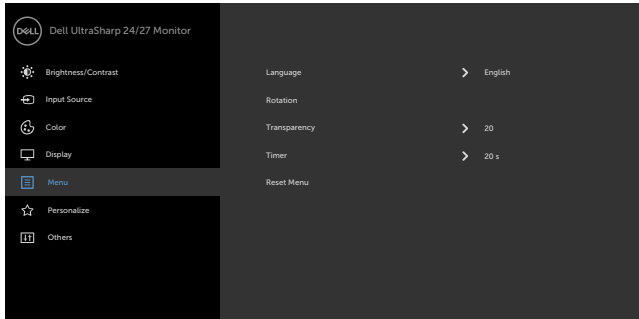 DELL Dell UltraSharp 24/27 Monitor
Brightness/Contrast Language English
Input Source Rotation
Color Transparency 20
Display Timer 20 s
Menu Reset Menu
Personalize
Others